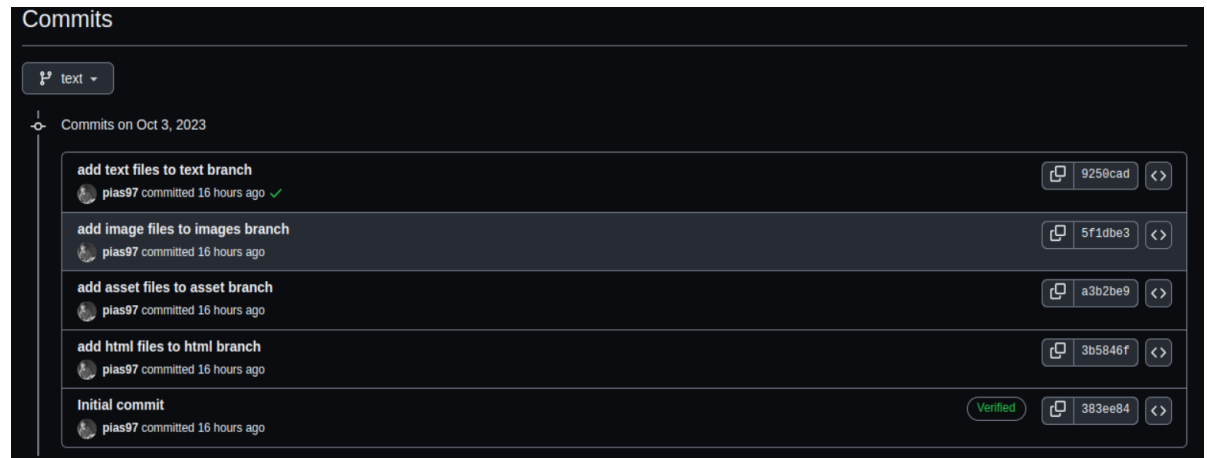 Commits
text
Commits on Oct 3, 2023
add text files to text branch
pias97 committed 16 hours ago
9250cad
add image files to images branch
pias97 committed 16 hours ago
5f1dbe3
add asset files to asset branch
pias97 committed 16 hours ago
a3b2be9
add html files to html branch
pias97 committed 16 hours ago
3b5846f
Initial commit
pias97 committed 16 hours ago
Verified
383ee84